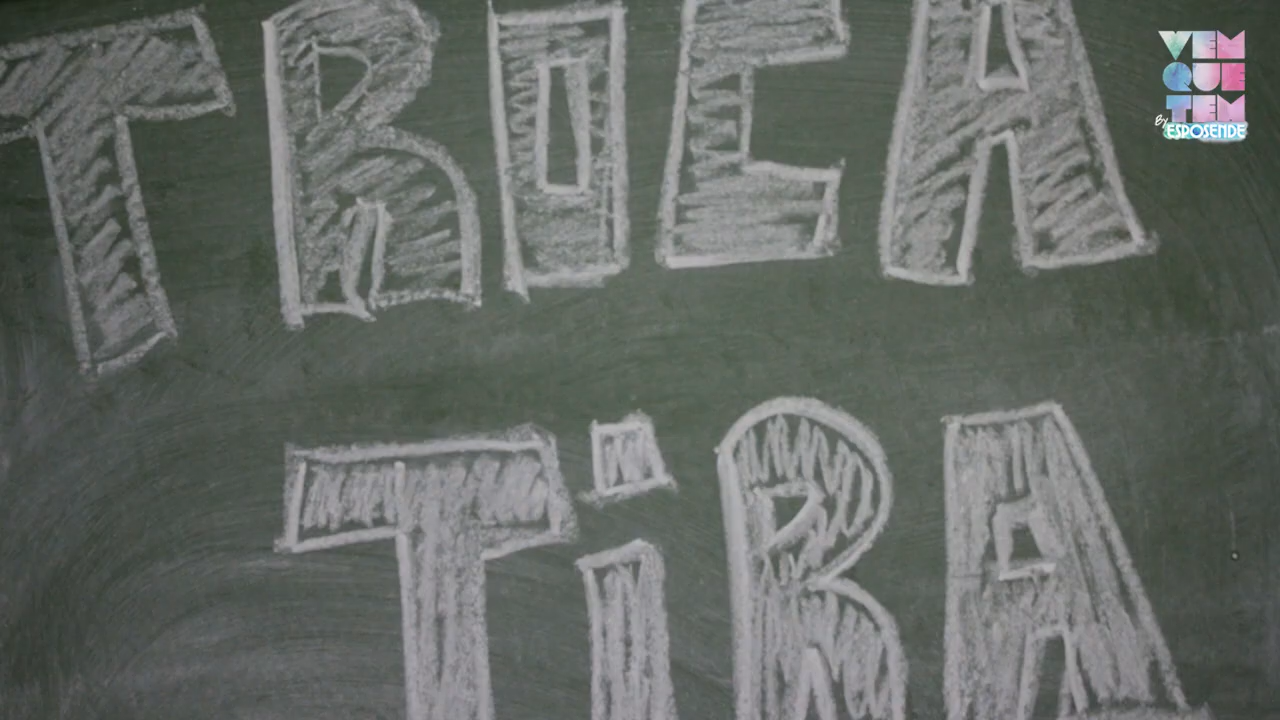 TROCA
TiRA
VEM
QUE
TEM
By ESPOSENDE